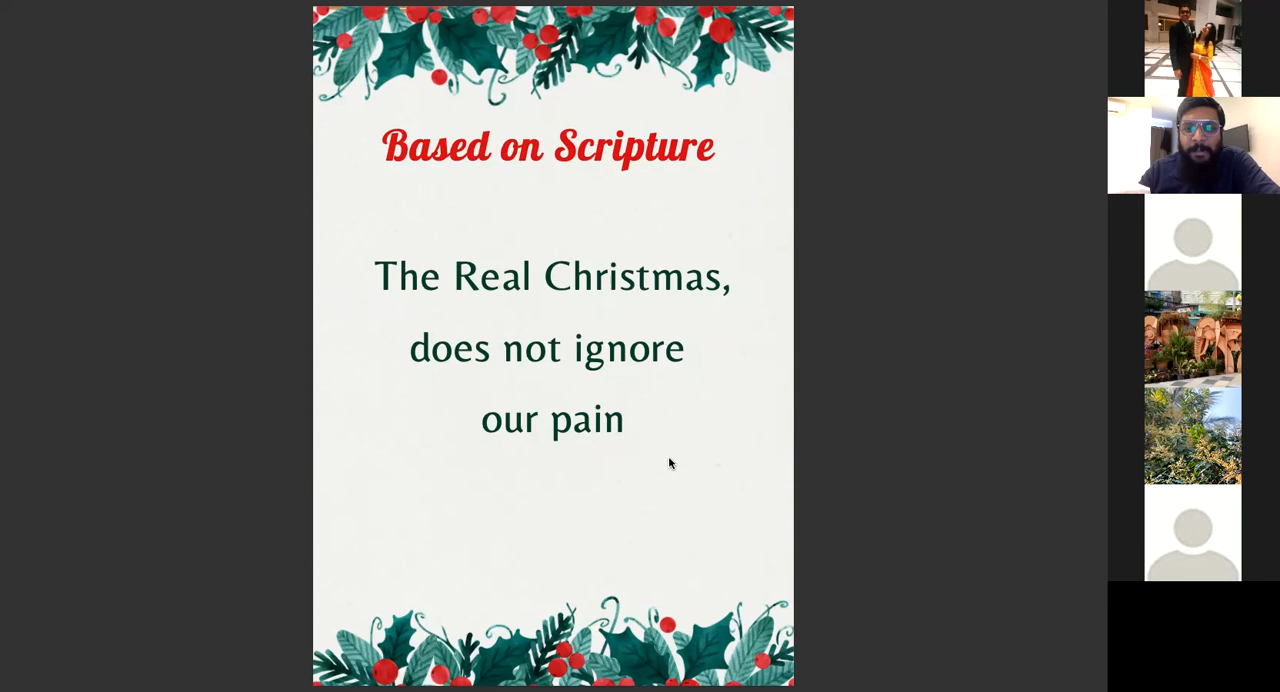 Based on Scripture
The Real Christmas,
does not ignore
our pain